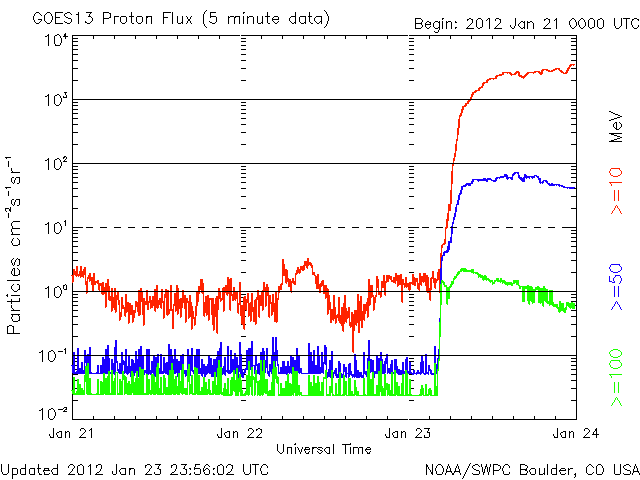 GOES13 Proton Flux (5 minute data)
Begin: 2012 Jan 21 0000 UTC
10⁴
10³
10²
10
10⁰
10⁻¹
10⁻²
Particles cm⁻²s⁻¹sr⁻¹
>=10 MeV
>=50
>=100
Jan 21 Jan 22 Jan 23 Jan 24
Universal Time
Updated 2012 Jan 23 23:56:02 UTC
NOAA/SWPC Boulder, CO USA